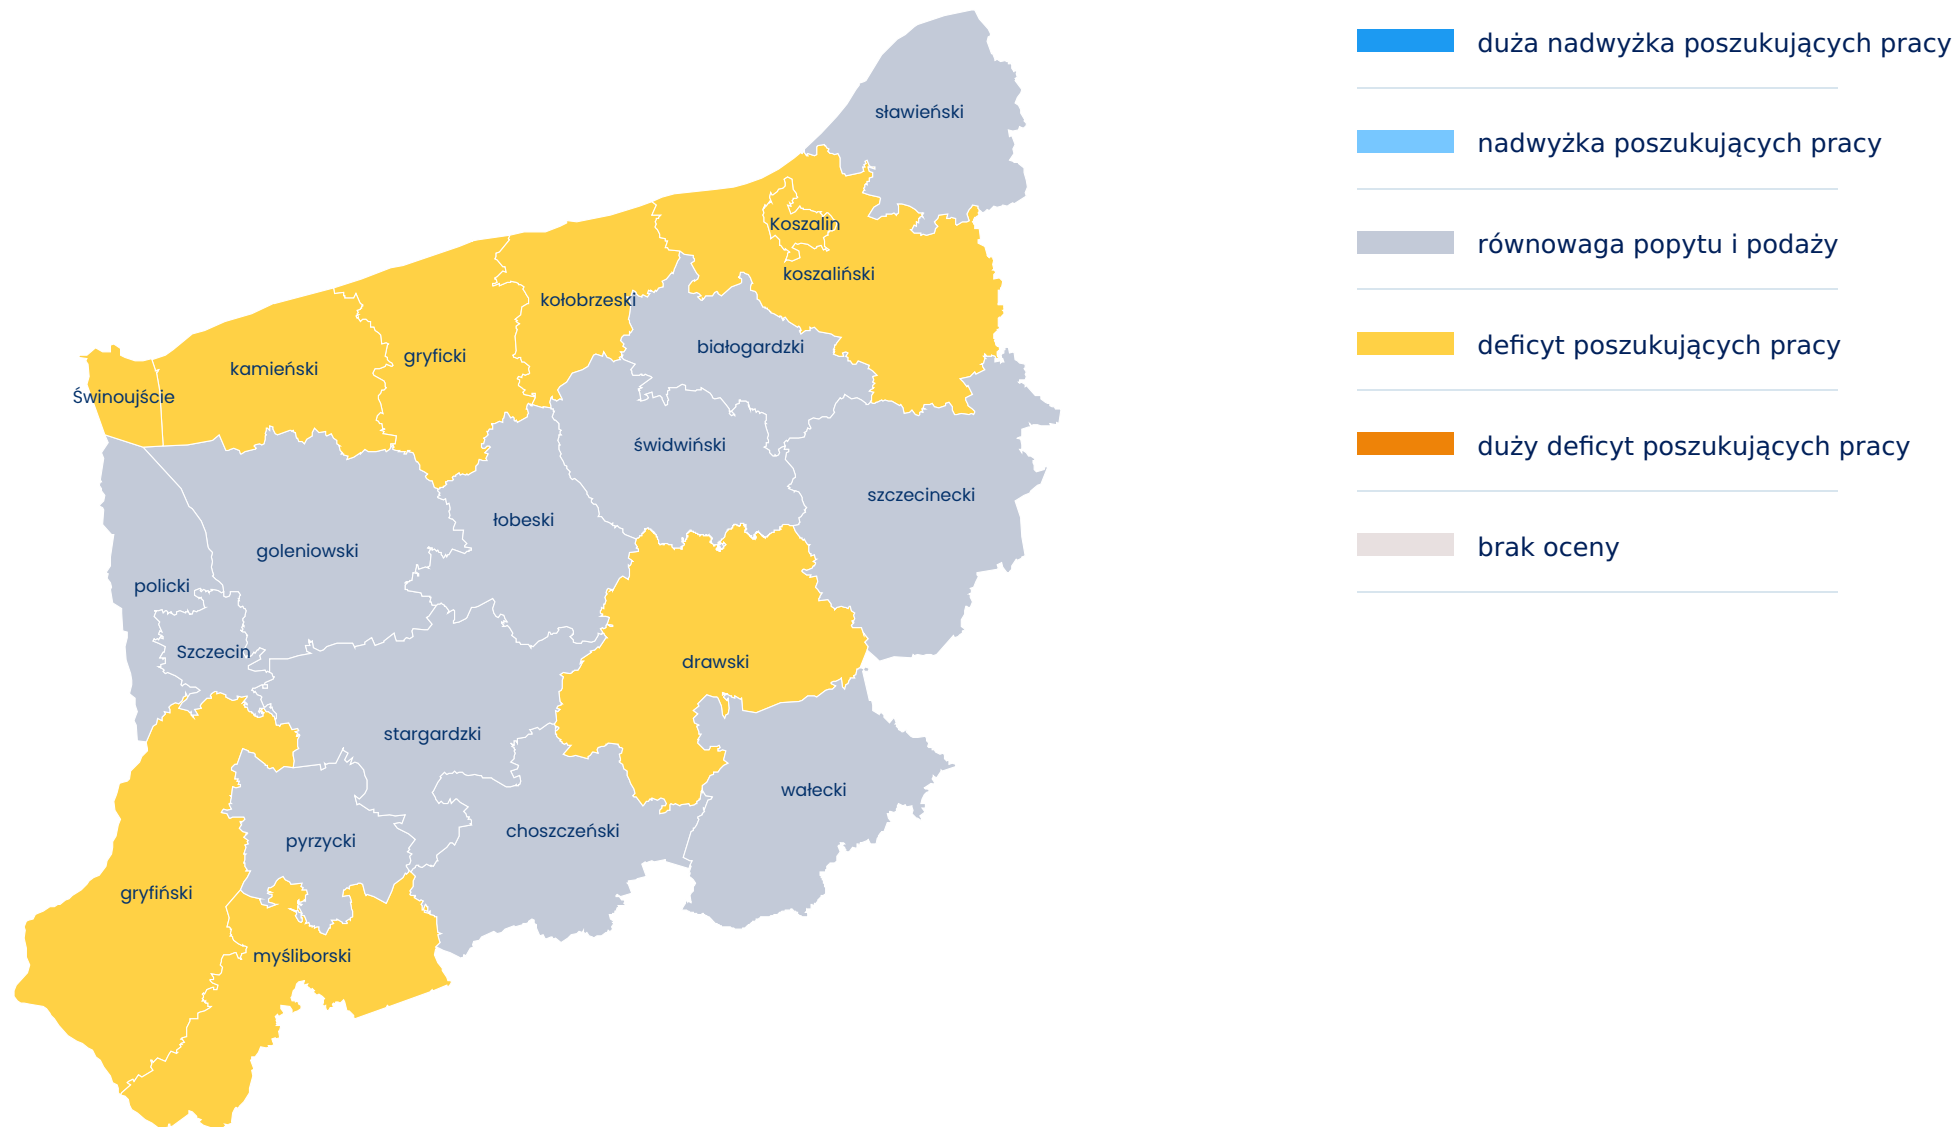 duża nadwyżka poszukujących pracy
nadwyżka poszukujących pracy
równowaga popytu i podaży
deficyt poszukujących pracy
duży deficyt poszukujących pracy
brak oceny
sławieński
Koszalin
koszaliński
kołobrzeski
białogardzki
gryficki
kamieński
Świnoujście
świdwiński
szczecinecki
łobeski
goleniowski
policki
Szczecin
drawski
stargardzki
wałecki
choszczeński
pyrzycki
gryfiński
myśliborski